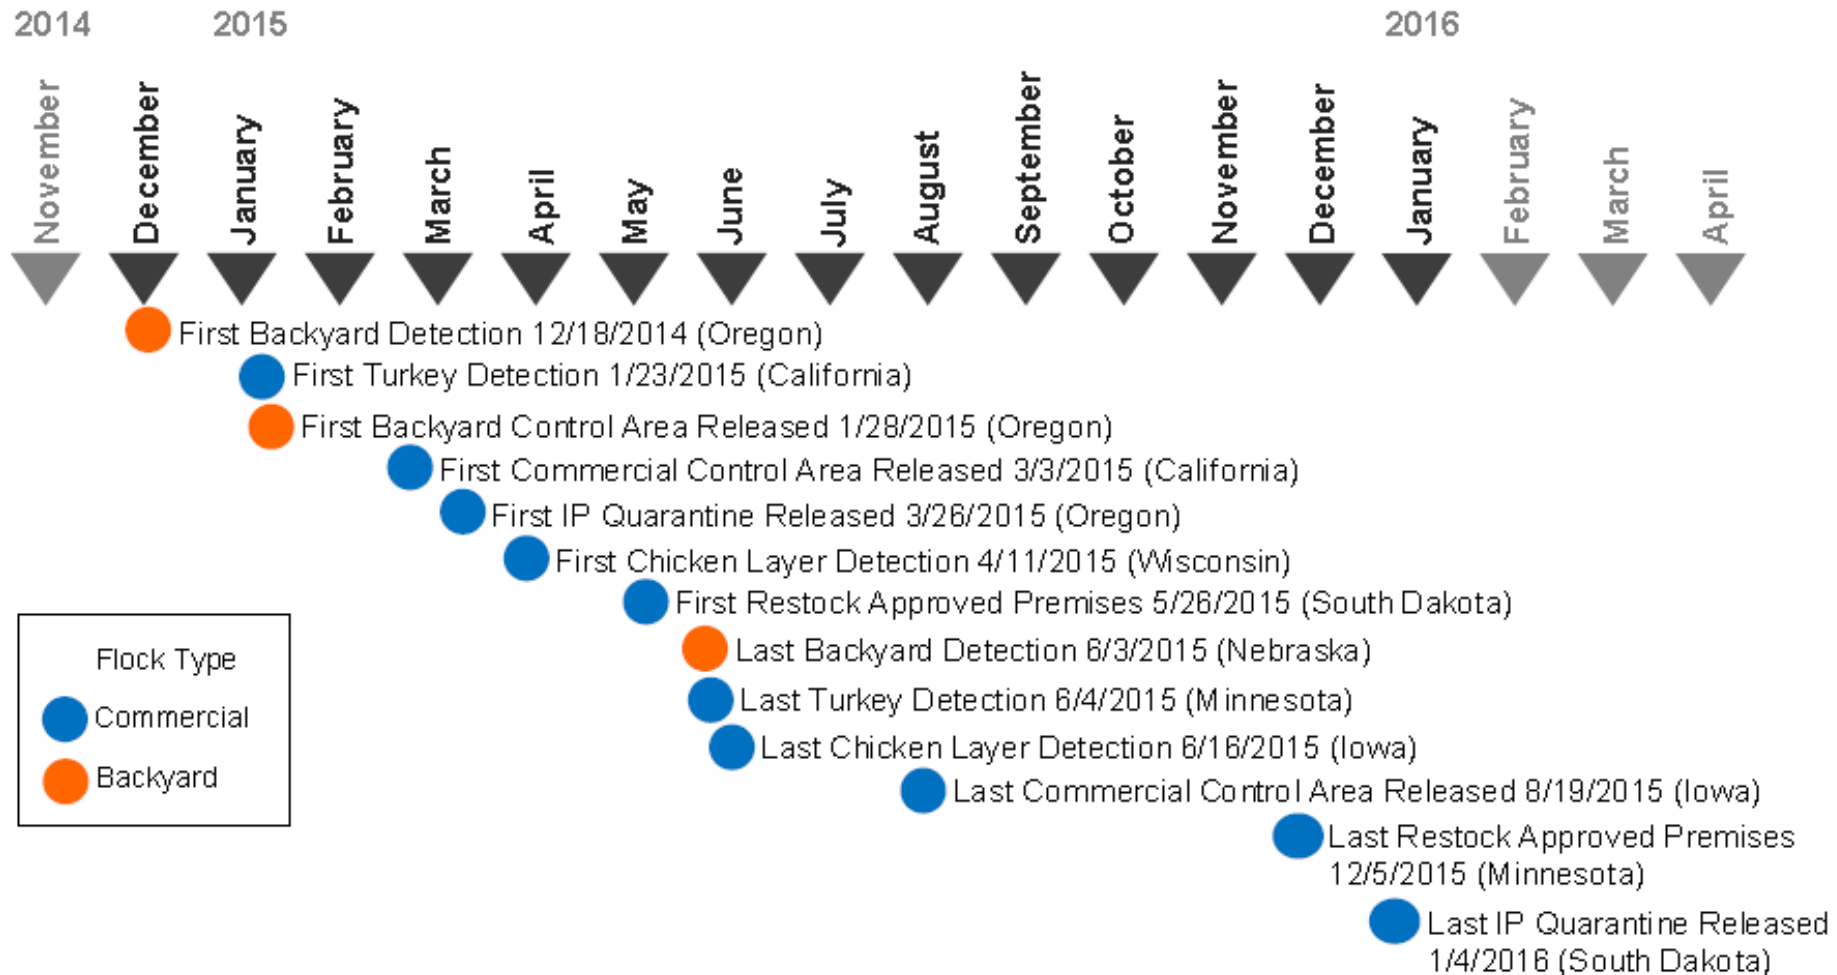 2014 2015 2016
November December January February March April May June July August September October November December January February March April
First Backyard Detection 12/18/2014 (Oregon)
First Turkey Detection 1/23/2015 (California)
First Backyard Control Area Released 1/28/2015 (Oregon)
First Commercial Control Area Released 3/3/2015 (California)
First IP Quarantine Released 3/26/2015 (Oregon)
First Chicken Layer Detection 4/11/2015 (Wisconsin)
First Restock Approved Premises 5/26/2015 (South Dakota)
Last Backyard Detection 6/3/2015 (Nebraska)
Last Turkey Detection 6/4/2015 (Minnesota)
Last Chicken Layer Detection 6/16/2015 (Iowa)
Last Commercial Control Area Released 8/19/2015 (Iowa)
Last Restock Approved Premises
12/5/2015 (Minnesota)
Last IP Quarantine Released
1/4/2016 (South Dakota)
Flock Type
Commercial
Backyard